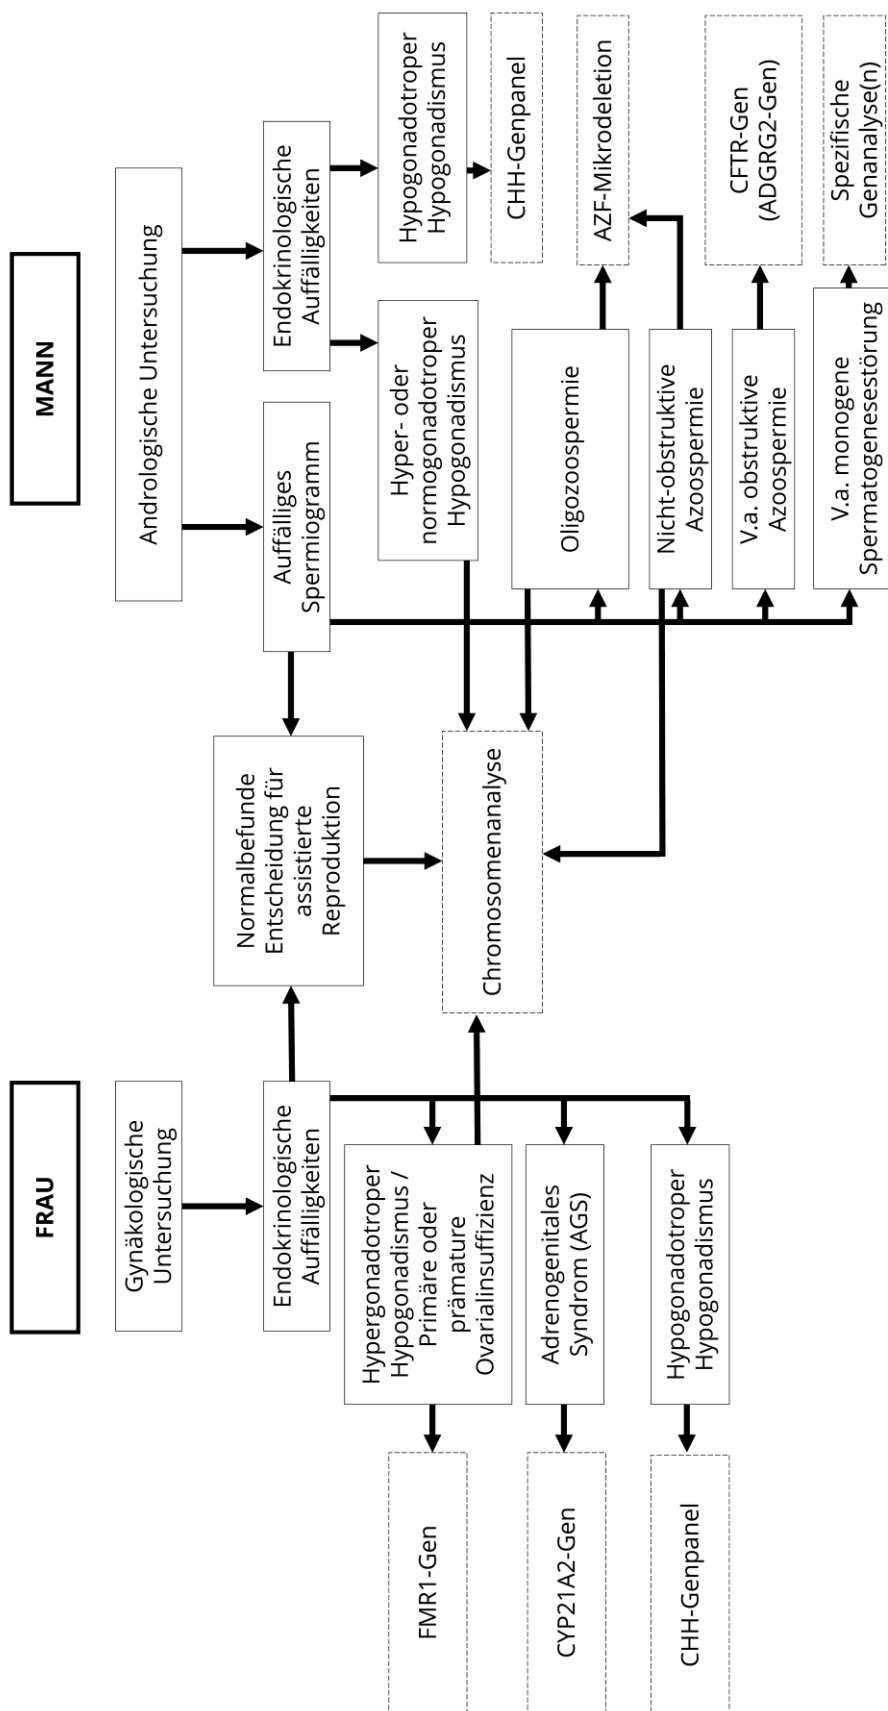 FRAU
MANN
Gynäkologische
Untersuchung
Andrologische Untersuchung
Endokrinologische
Auffälligkeiten
Normalbefunde
Entscheidung für
assistierte
Reproduktion
Auffälliges
Spermiogramm
Endokrinologische
Auffälligkeiten
FMR1-Gen
Hypergonadotroper
Hypogonadismus /
Primäre oder
prämature
Ovarialinsuffizienz
Chromosomenanalyse
Hyper- oder
normogonadotroper
Hypogonadismus
Hypogonadotroper
Hypogonadismus
CHH-Genpanel
CYP21A2-Gen
Adrenogenitales
Syndrom (AGS)
Oligozoospermie
AZF-Mikrodeletion
CHH-Genpanel
Hypogonadotroper
Hypogonadismus
Nicht-obstruktive
Azoospermie
V.a. obstruktive
Azoospermie
CFTR-Gen
(ADGRG2-Gen)
V.a. monogene
Spermatogenesestörung
Spezifische
Genanalyse(n)